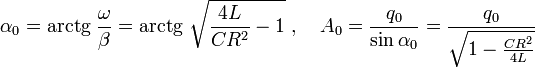 α₀ = arctg ω/β = arctg √(4L/CR² − 1) , A₀ = q₀/sin α₀ = q₀/√(1 − CR²/4L)